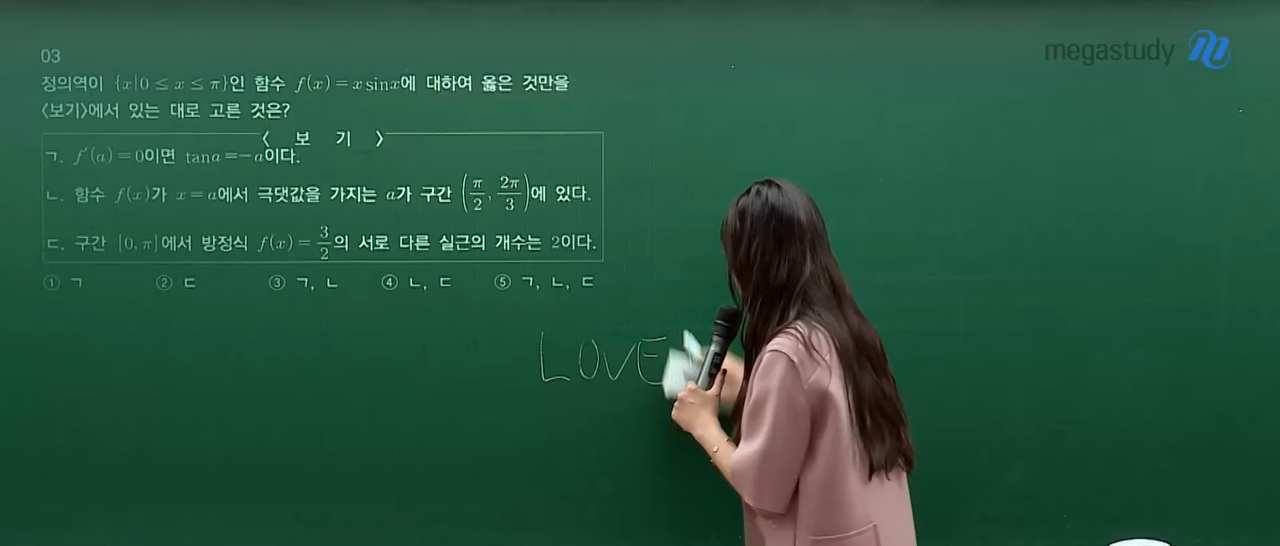 megastudy
03
정의역이 {x|0 ≤ x ≤ π}인 함수 f(x) = x sinx에 대하여 옳은 것만을
<보기>에서 있는 대로 고른 것은?
< 보 기 >
ㄱ. f′(a) = 0이면 tana = -a이다.
ㄴ. 함수 f(x)가 x = a에서 극댓값을 가지는 a가 구간 (π/2, 2π/3)에 있다.
ㄷ. 구간 [0, π]에서 방정식 f(x) = 3/2의 서로 다른 실근의 개수는 2이다.
① ㄱ ② ㄷ ③ ㄱ, ㄴ ④ ㄴ, ㄷ ⑤ ㄱ, ㄴ, ㄷ
LOVE